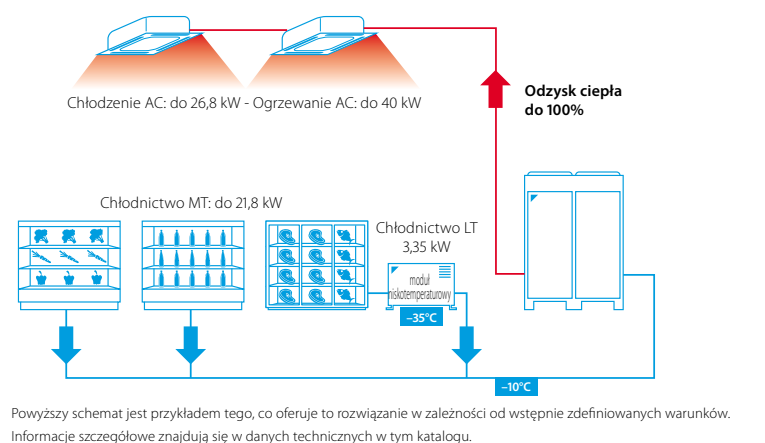 Chłodzenie AC: do 26,8 kW - Ogrzewanie AC: do 40 kW
Odzysk ciepła
do 100%
Chłodnictwo MT: do 21,8 kW
Chłodnictwo LT
3,35 kW
moduł
niskotemperaturowy
–35°C
–10°C
Powyższy schemat jest przykładem tego, co oferuje to rozwiązanie w zależności od wstępnie zdefiniowanych warunków.
Informacje szczegółowe znajdują się w danych technicznych w tym katalogu.